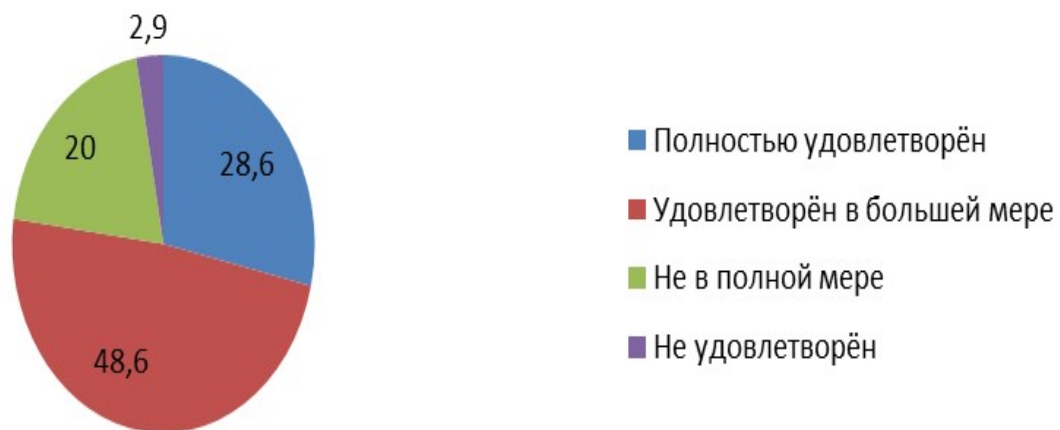 2,9
20
28,6
48,6
Полностью удовлетворён
Удовлетворён в большей мере
Не в полной мере
Не удовлетворён